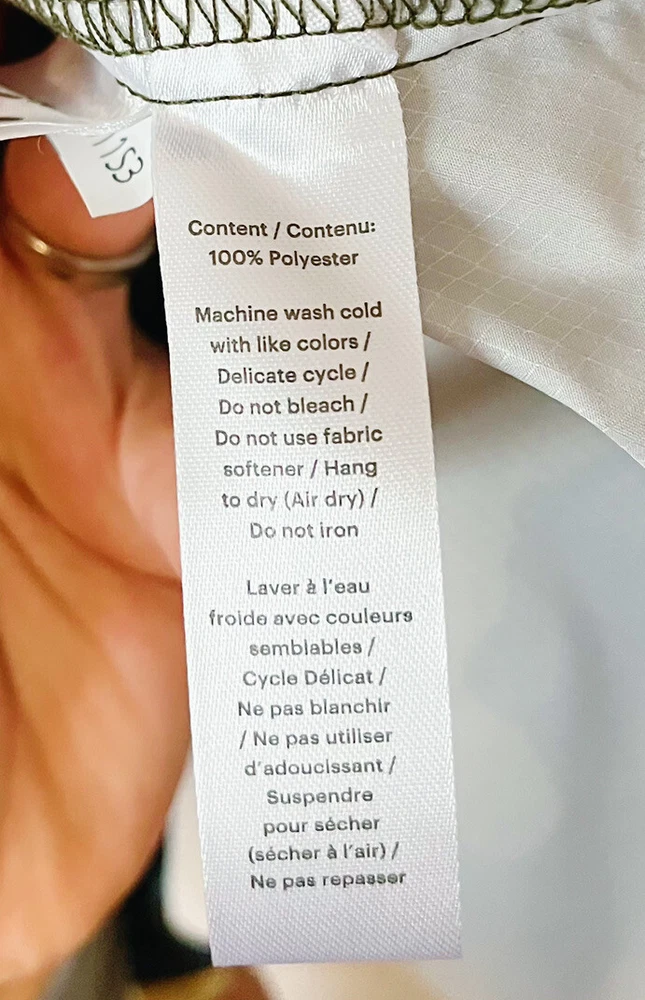 Content / Contenu:
100% Polyester
Machine wash cold
with like colors /
Delicate cycle /
Do not bleach /
Do not use fabric
softener / Hang
to dry (Air dry) /
Do not iron
Laver à l'eau
froide avec couleurs
semblables /
Cycle Délicat /
Ne pas blanchir
/ Ne pas utiliser
d'adoucissant /
Suspendre
pour sécher
(sécher à l'air) /
Ne pas repasser